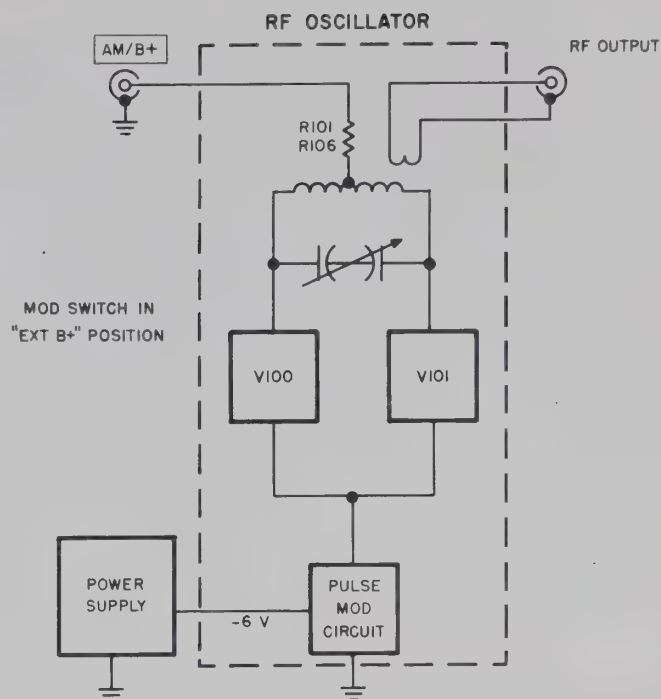 RF OSCILLATOR
AM/B+
RF OUTPUT
R101
R106
MOD SWITCH IN
"EXT B+" POSITION
V100
V101
POWER
SUPPLY
-6 V
PULSE
MOD
CIRCUIT